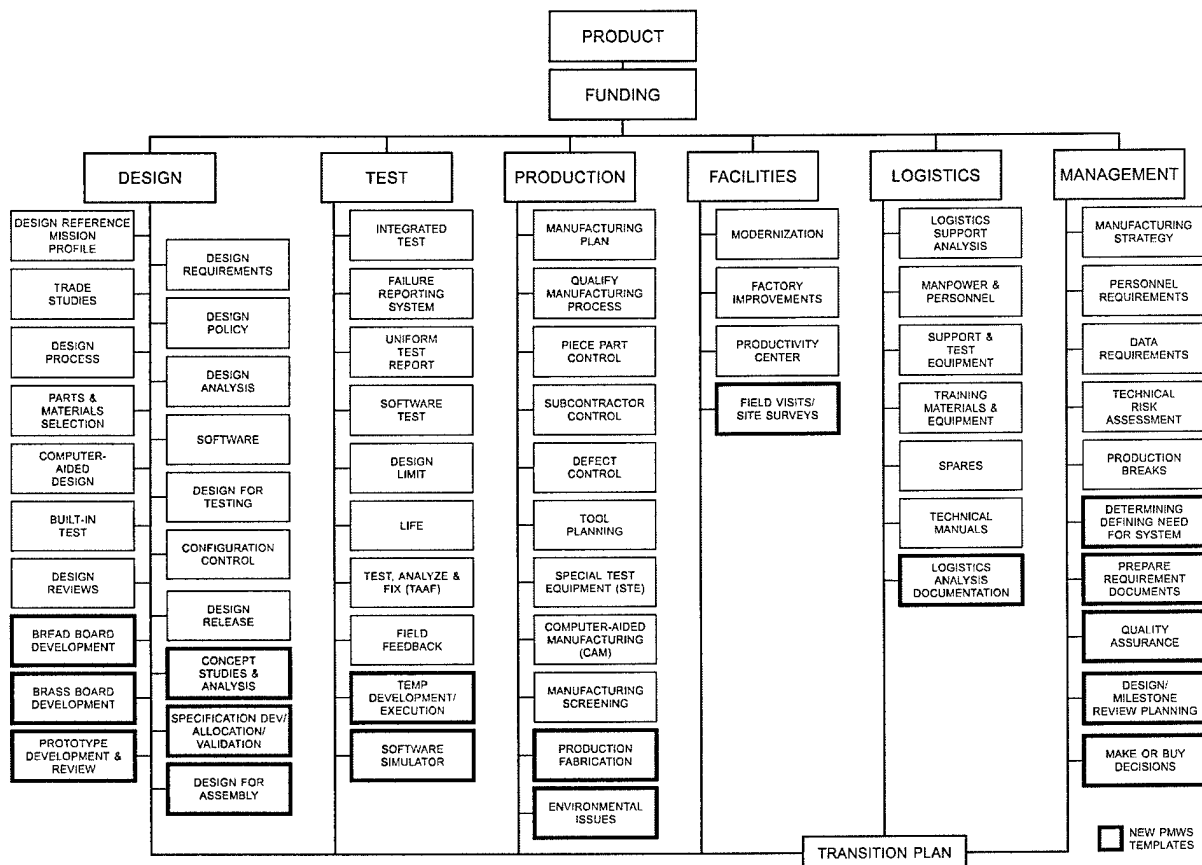 PRODUCT
FUNDING
DESIGN
TEST
PRODUCTION
FACILITIES
LOGISTICS
MANAGEMENT
DESIGN REFERENCE
MISSION
PROFILE
TRADE
STUDIES
DESIGN
PROCESS
PARTS &
MATERIALS
SELECTION
COMPUTER-
AIDED
DESIGN
BUILT-IN
TEST
DESIGN
REVIEWS
BREAD BOARD
DEVELOPMENT
BRASS BOARD
DEVELOPMENT
PROTOTYPE
DEVELOPMENT &
REVIEW
DESIGN
REQUIREMENTS
DESIGN
POLICY
DESIGN
ANALYSIS
SOFTWARE
DESIGN FOR
TESTING
CONFIGURATION
CONTROL
DESIGN
RELEASE
CONCEPT
STUDIES &
ANALYSIS
SPECIFICATION DEV/
ALLOCATION/
VALIDATION
DESIGN FOR
ASSEMBLY
INTEGRATED
TEST
FAILURE
REPORTING
SYSTEM
UNIFORM
TEST
REPORT
SOFTWARE
TEST
DESIGN
LIMIT
LIFE
TEST, ANALYZE &
FIX (TAAF)
FIELD
FEEDBACK
TEMP
DEVELOPMENT/
EXECUTION
SOFTWARE
SIMULATOR
MANUFACTURING
PLAN
QUALIFY
MANUFACTURING
PROCESS
PIECE PART
CONTROL
SUBCONTRACTOR
CONTROL
DEFECT
CONTROL
TOOL
PLANNING
SPECIAL TEST
EQUIPMENT (STE)
COMPUTER-AIDED
MANUFACTURING
(CAM)
MANUFACTURING
SCREENING
PRODUCTION
FABRICATION
ENVIRONMENTAL
ISSUES
MODERNIZATION
FACTORY
IMPROVEMENTS
PRODUCTIVITY
CENTER
FIELD VISITS/
SITE SURVEYS
LOGISTICS
SUPPORT
ANALYSIS
MANPOWER &
PERSONNEL
SUPPORT
& TEST
EQUIPMENT
TRAINING
MATERIALS &
EQUIPMENT
SPARES
TECHNICAL
MANUALS
LOGISTICS
ANALYSIS
DOCUMENTATION
MANUFACTURING
STRATEGY
PERSONNEL
REQUIREMENTS
DATA
REQUIREMENTS
TECHNICAL
RISK
ASSESSMENT
PRODUCTION
BREAKS
DETERMINING
DEFINING NEED
FOR SYSTEM
PREPARE
REQUIREMENT
DOCUMENTS
QUALITY
ASSURANCE
DESIGN/
MILESTONE
REVIEW PLANNING
MAKE OR BUY
DECISIONS
TRANSITION PLAN
NEW PMWS
TEMPLATES